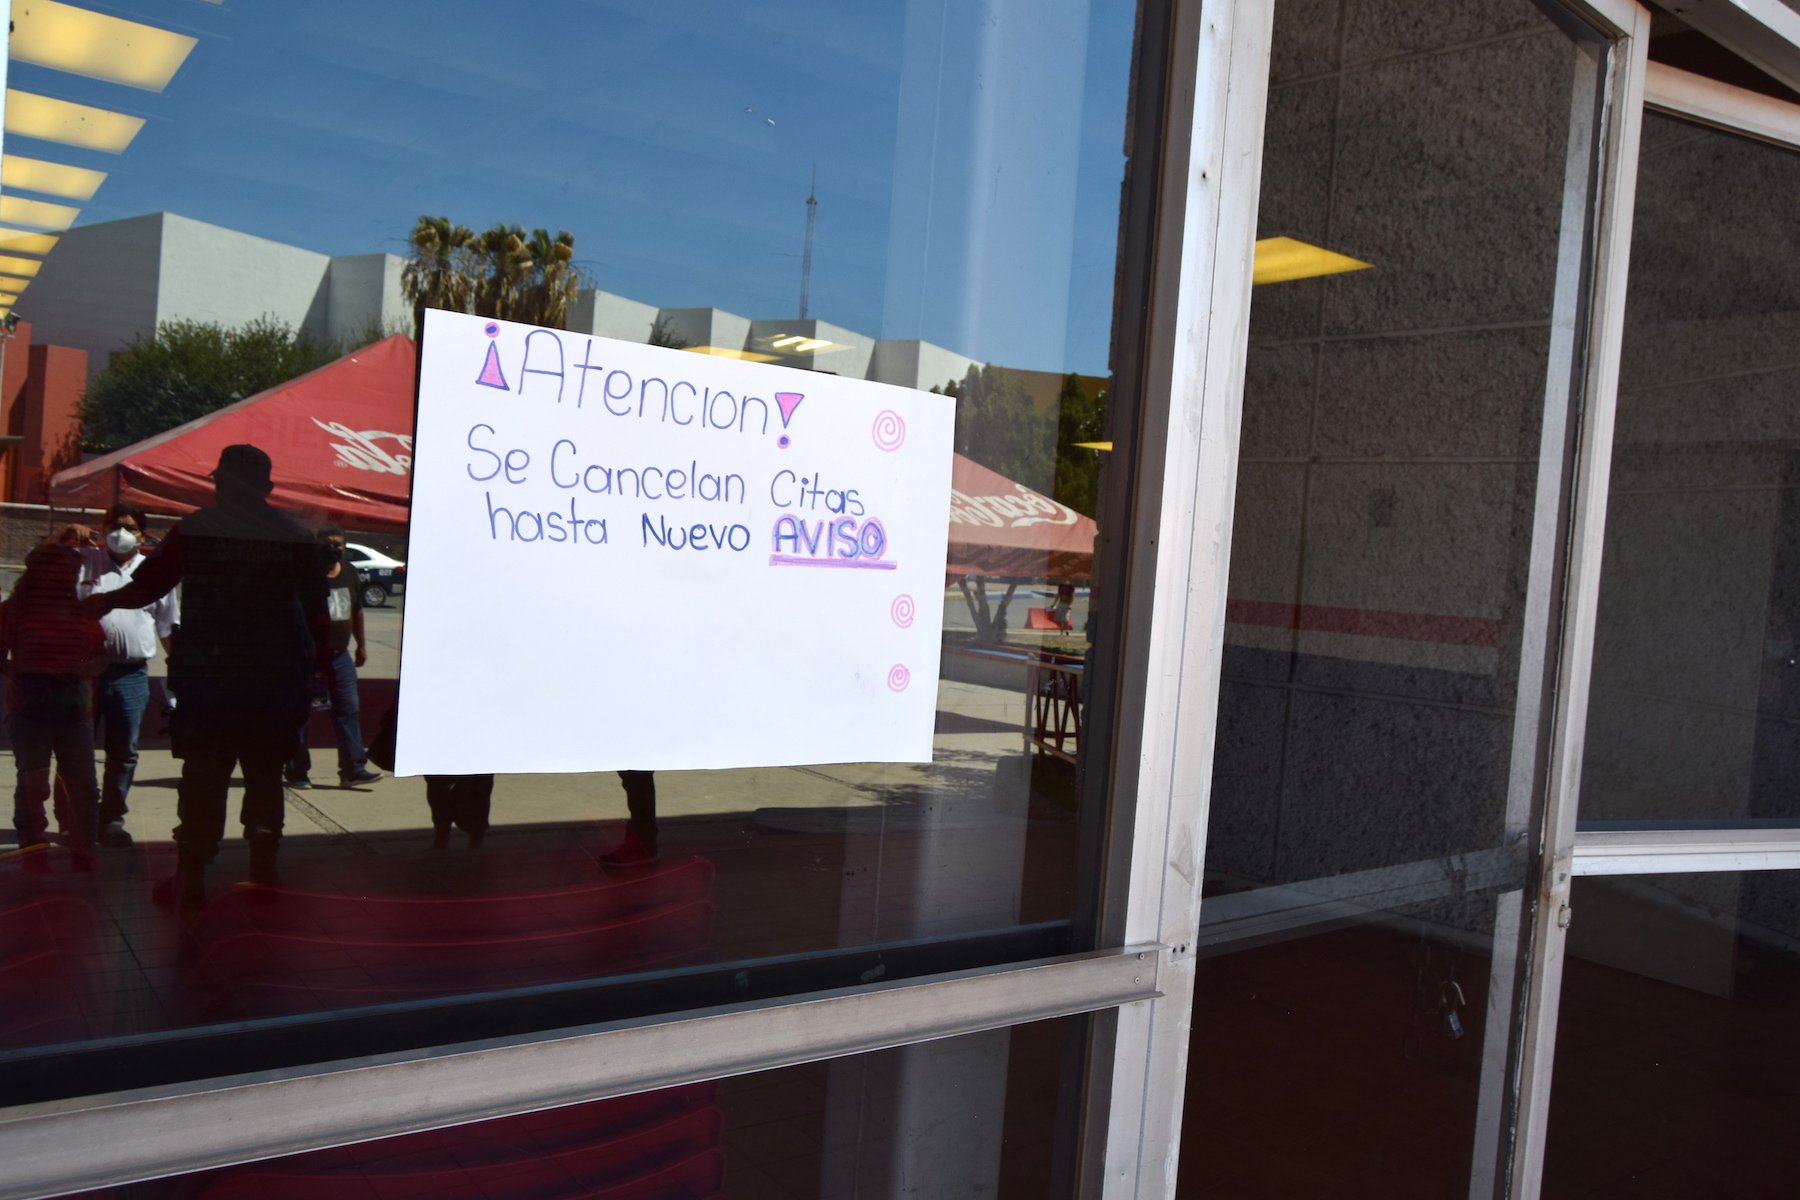 ¡Atencion!
Se Cancelan Citas
hasta Nuevo AVISO